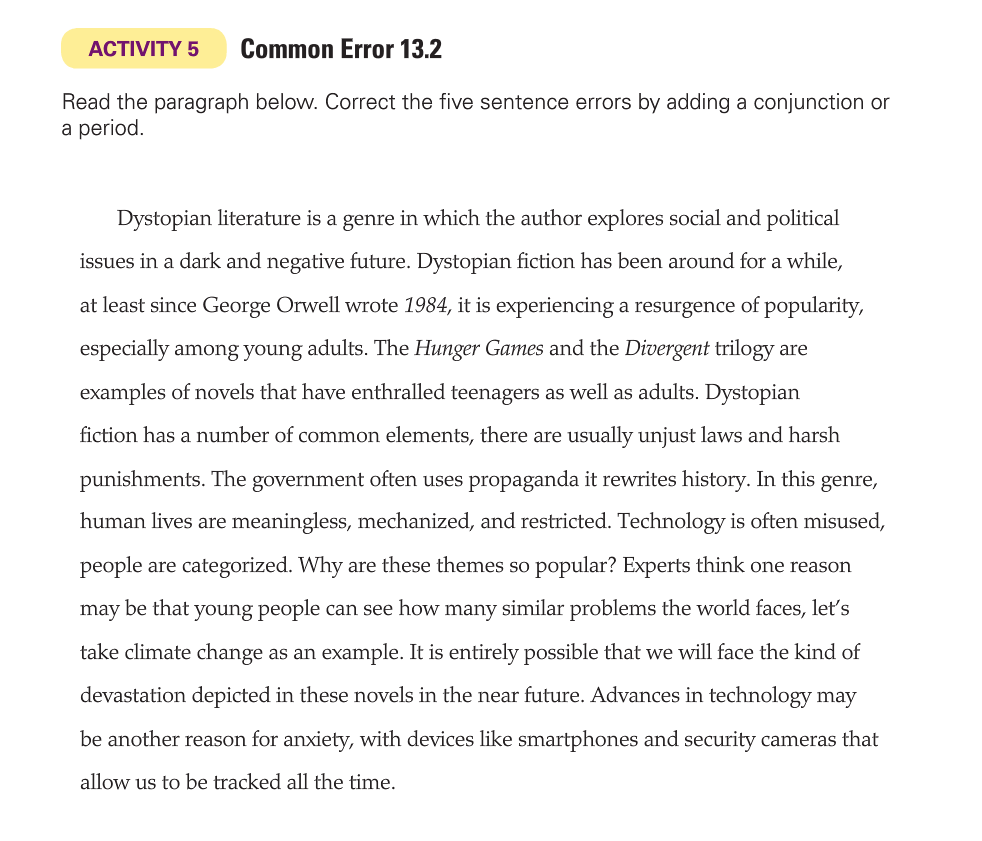 ACTIVITY 5 Common Error 13.2
Read the paragraph below. Correct the five sentence errors by adding a conjunction or
a period.
Dystopian literature is a genre in which the author explores social and political
issues in a dark and negative future. Dystopian fiction has been around for a while,
at least since George Orwell wrote 1984, it is experiencing a resurgence of popularity,
especially among young adults. The Hunger Games and the Divergent trilogy are
examples of novels that have enthralled teenagers as well as adults. Dystopian
fiction has a number of common elements, there are usually unjust laws and harsh
punishments. The government often uses propaganda it rewrites history. In this genre,
human lives are meaningless, mechanized, and restricted. Technology is often misused,
people are categorized. Why are these themes so popular? Experts think one reason
may be that young people can see how many similar problems the world faces, let’s
take climate change as an example. It is entirely possible that we will face the kind of
devastation depicted in these novels in the near future. Advances in technology may
be another reason for anxiety, with devices like smartphones and security cameras that
allow us to be tracked all the time.